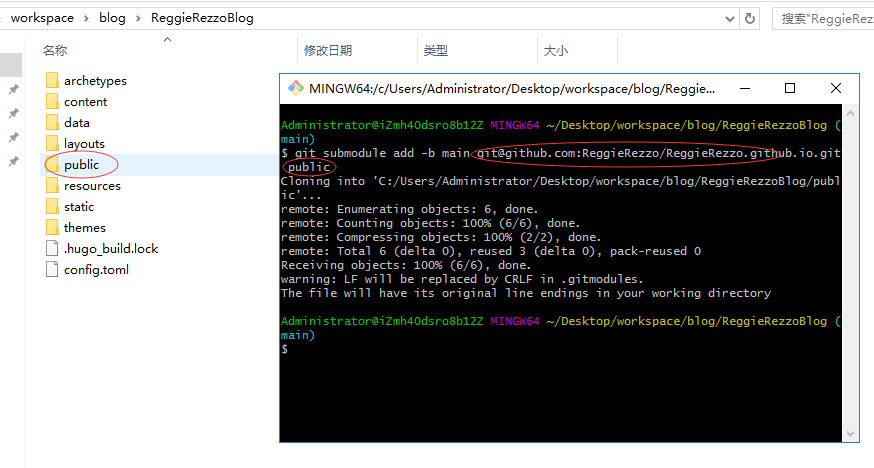 workspace > blog > ReggieRezzoBlog
搜索"ReggieRezz
名称
修改日期
类型
大小
archetypes
content
data
layouts
public
resources
static
themes
.hugo_build.lock
config.toml
MINGW64:/c/Users/Administrator/Desktop/workspace/blog/Reggie...
Administrator@iZmh40dsro8b12Z MINGW64 ~/Desktop/workspace/blog/ReggieRezzoBlog (
main)
$ git submodule add -b main git@github.com:ReggieRezzo/ReggieRezzo.github.io.git
public
Cloning into 'C:/Users/Administrator/Desktop/workspace/blog/ReggieRezzoBlog/publ
ic'...
remote: Enumerating objects: 6, done.
remote: Counting objects: 100% (6/6), done.
remote: Compressing objects: 100% (2/2), done.
remote: Total 6 (delta 0), reused 3 (delta 0), pack-reused 0
Receiving objects: 100% (6/6), done.
warning: LF will be replaced by CRLF in .gitmodules.
The file will have its original line endings in your working directory
Administrator@iZmh40dsro8b12Z MINGW64 ~/Desktop/workspace/blog/ReggieRezzoBlog (
main)
$